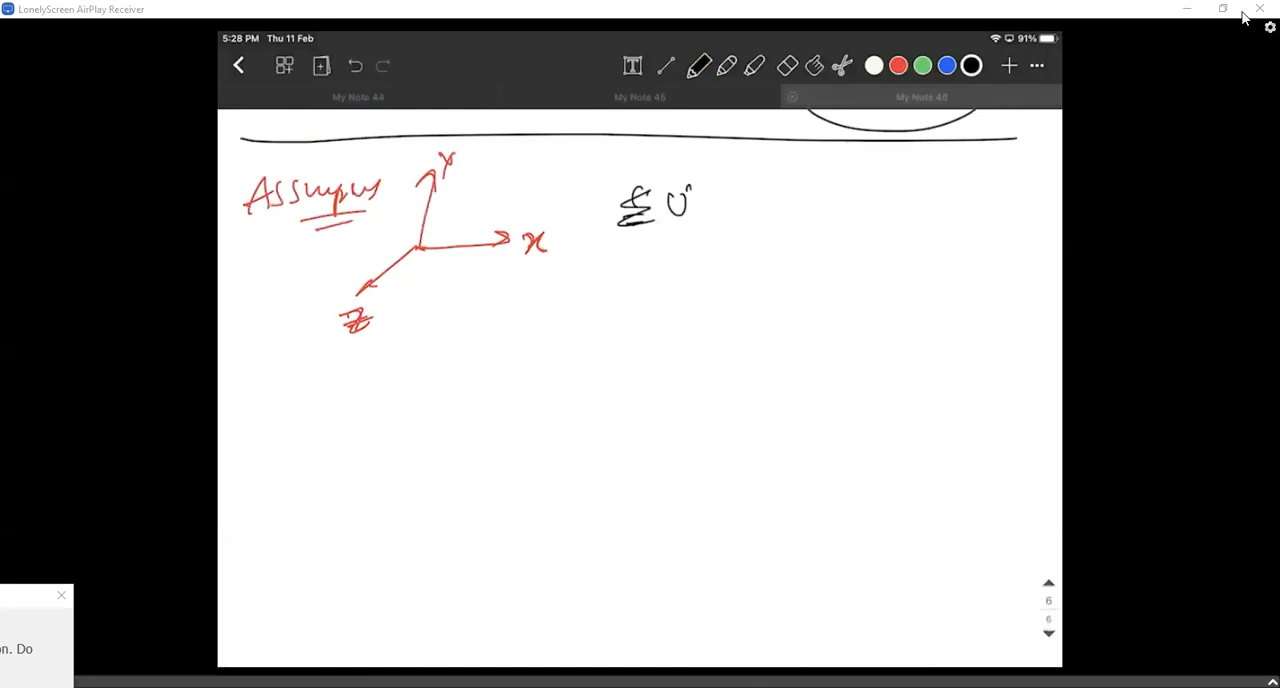 LonelyScreen AirPlay Receiver
5:28 PM Thu 11 Feb
91%
T
My Note 44 My Note 45 My Note 46
Y
x
Z
6
6
on. Do